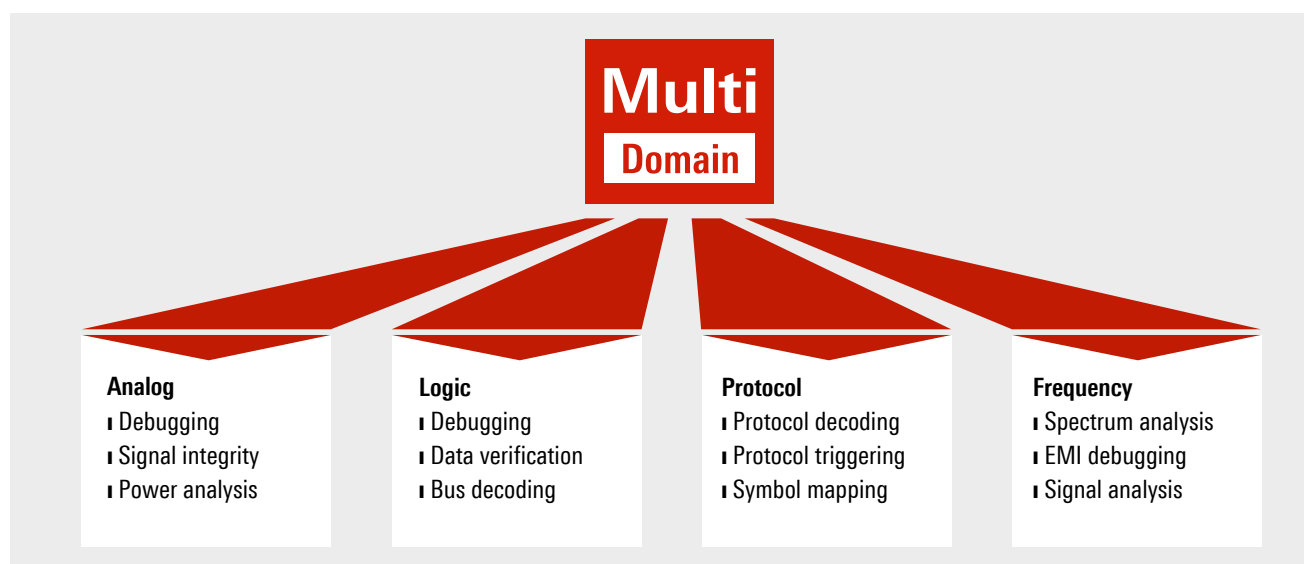 Multi
Domain
Analog
Debugging
Signal integrity
Power analysis
Logic
Debugging
Data verification
Bus decoding
Protocol
Protocol decoding
Protocol triggering
Symbol mapping
Frequency
Spectrum analysis
EMI debugging
Signal analysis